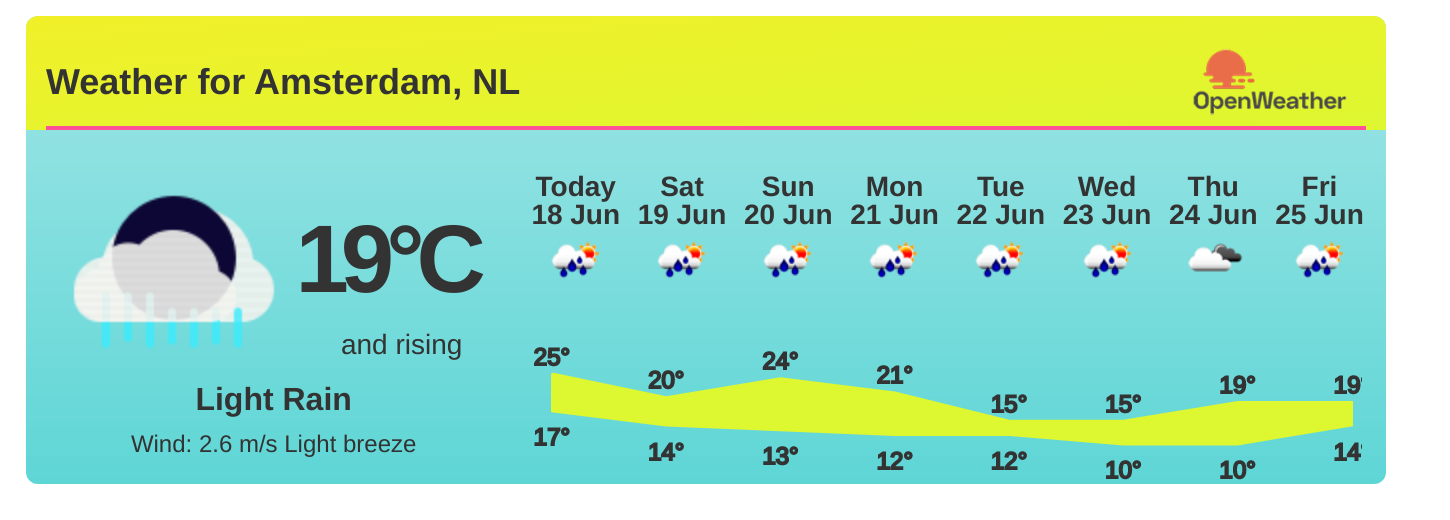 Weather for Amsterdam, NL
OpenWeather
19°C
and rising
Light Rain
Wind: 2.6 m/s Light breeze
Today Sat Sun Mon Tue Wed Thu Fri
18 Jun 19 Jun 20 Jun 21 Jun 22 Jun 23 Jun 24 Jun 25 Jun
25° 20° 24° 21° 15° 15° 19° 19°
17° 14° 13° 12° 12° 10° 10° 14°